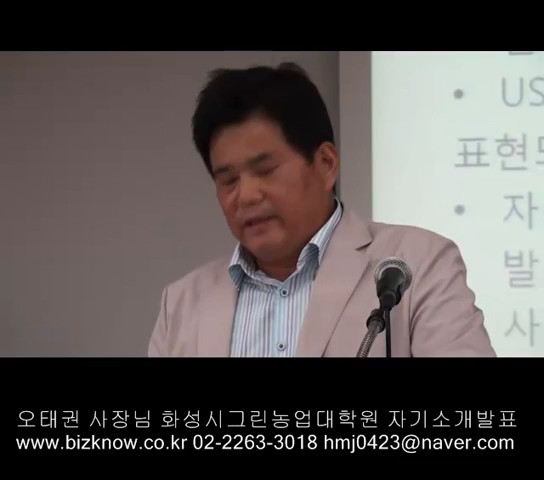 • US
표현
• 자
발
사
오태권 사장님 화성시그린농업대학원 자기소개발표
www.bizknow.co.kr 02-2263-3018 hmj0423@naver.com